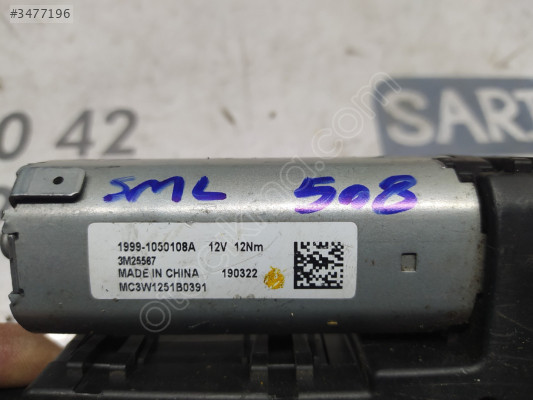 #3477196
0 42
SART
SML 508
1999-1050108A 12V 12Nm
3M25567
MADE IN CHINA 190322
MC3W1251B0391